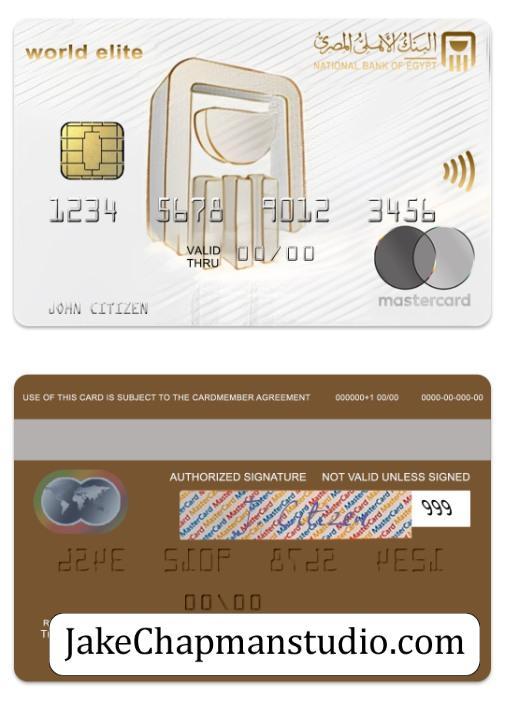 world elite
البنك الأهلي المصري
NATIONAL BANK OF EGYPT
1234 5678 9012 3456
VALID
THRU 00/00
mastercard
JOHN CITIZEN
USE OF THIS CARD IS SUBJECT TO THE CARDMEMBER AGREEMENT 000000+1 00/00 0000-00-000-00
AUTHORIZED SIGNATURE NOT VALID UNLESS SIGNED
MasterCard
J. Citizen
999
JakeChapmanstudio.com